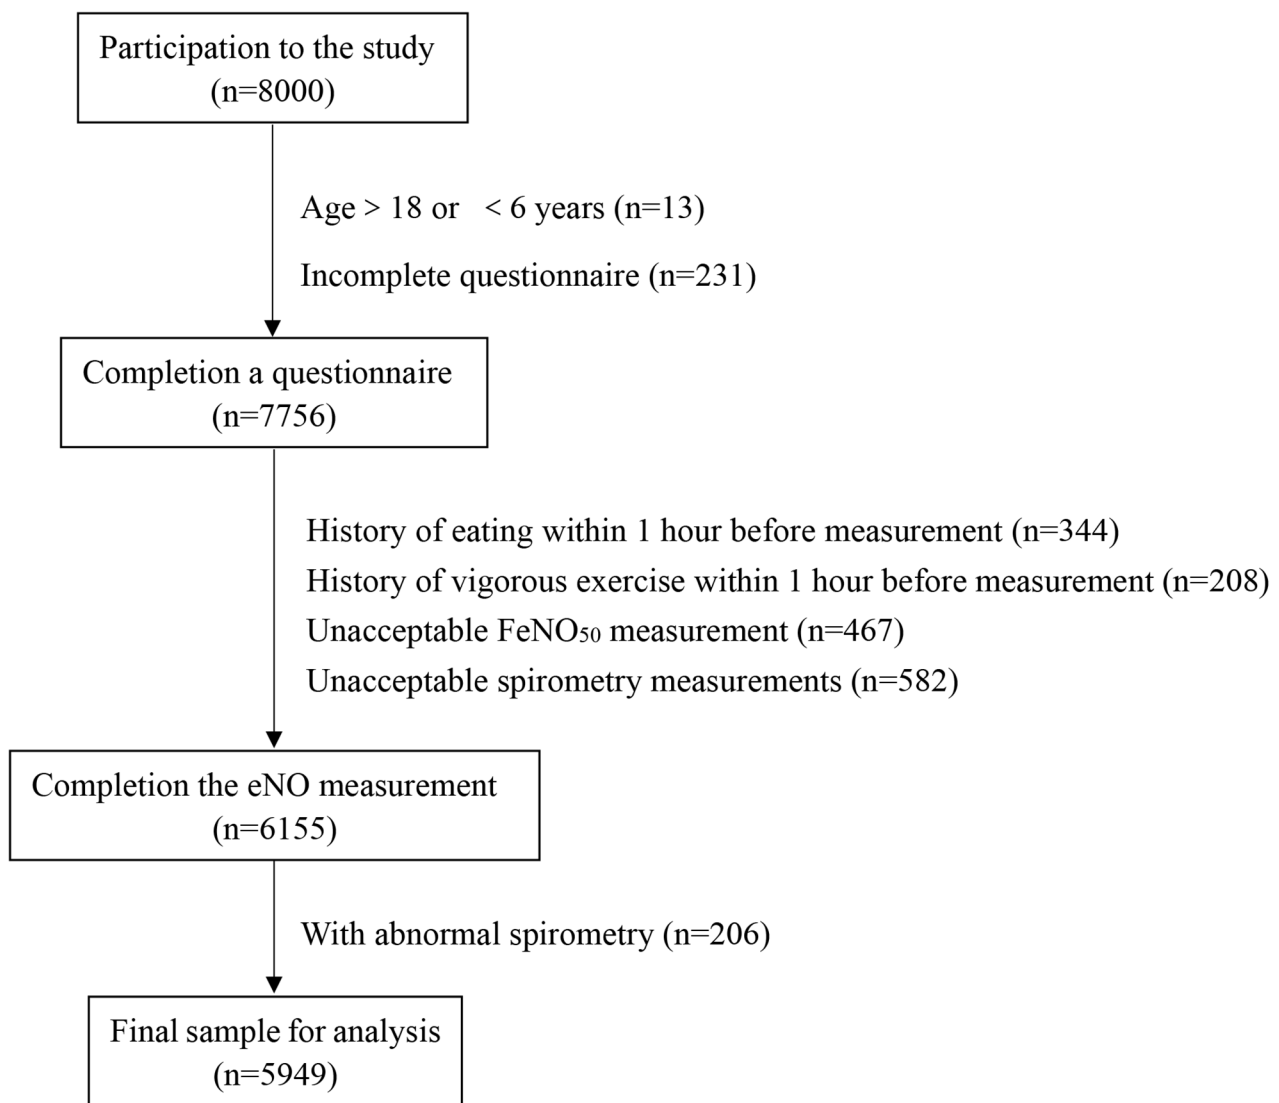 Participation to the study
(n=8000)
Age > 18 or < 6 years (n=13)
Incomplete questionnaire (n=231)
Completion a questionnaire
(n=7756)
History of eating within 1 hour before measurement (n=344)
History of vigorous exercise within 1 hour before measurement (n=208)
Unacceptable FeNO₅₀ measurement (n=467)
Unacceptable spirometry measurements (n=582)
Completion the eNO measurement
(n=6155)
With abnormal spirometry (n=206)
Final sample for analysis
(n=5949)